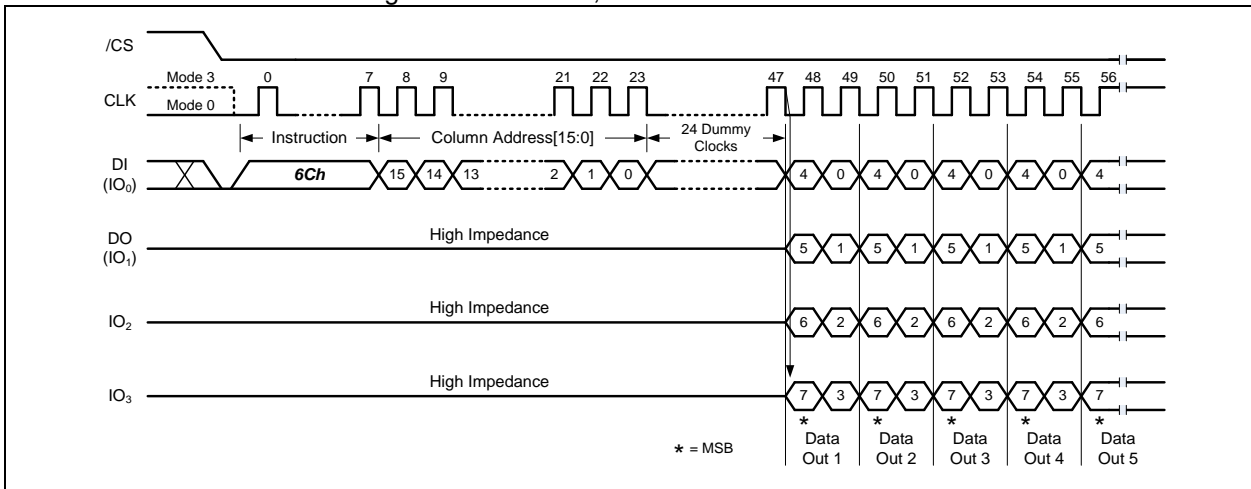 /CS
Mode 3 0 7 8 9 21 22 23 47 48 49 50 51 52 53 54 55 56
CLK
Mode 0
Instruction Column Address[15:0] 24 Dummy
Clocks
DI
(IO0) 6Ch 15 14 13 2 1 0 4 0 4 0 4 0 4 0 4
High Impedance
DO
(IO1) 5 1 5 1 5 1 5 1 5
High Impedance
IO2 6 2 6 2 6 2 6 2 6
High Impedance
IO3 7 3 7 3 7 3 7 3 7
* * * * *
* = MSB
Data Data Data Data Data
Out 1 Out 2 Out 3 Out 4 Out 5